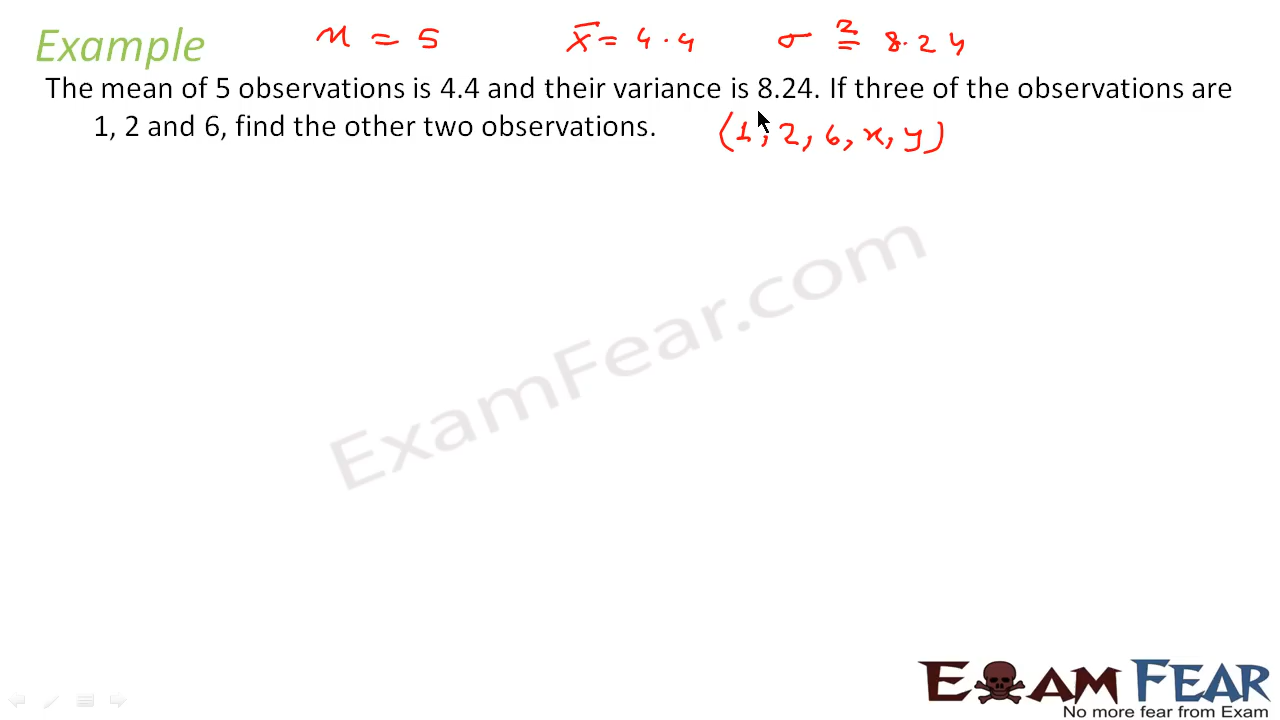 Example n = 5 x̄ = 4.4 σ² = 8.24
The mean of 5 observations is 4.4 and their variance is 8.24. If three of the observations are
1, 2 and 6, find the other two observations. (1, 2, 6, x, y)
ExamFear.com
EXAM FEAR
No more fear from Exam